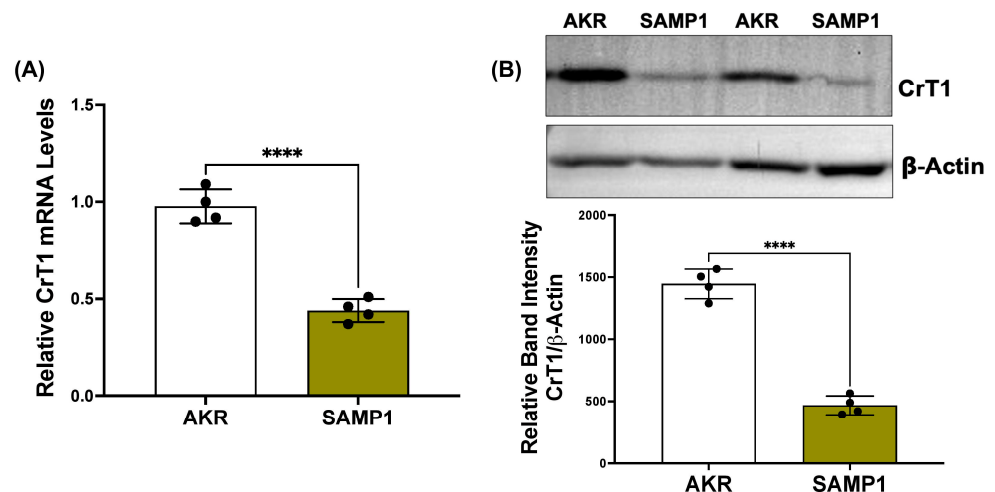 (A)
Relative CrT1 mRNA Levels
1.5
1.0
0.5
0.0
****
AKR
SAMP1
(B)
AKR SAMP1 AKR SAMP1
CrT1
β-Actin
Relative Band Intensity
CrT1/β-Actin
2000
1500
1000
500
0
****
AKR
SAMP1